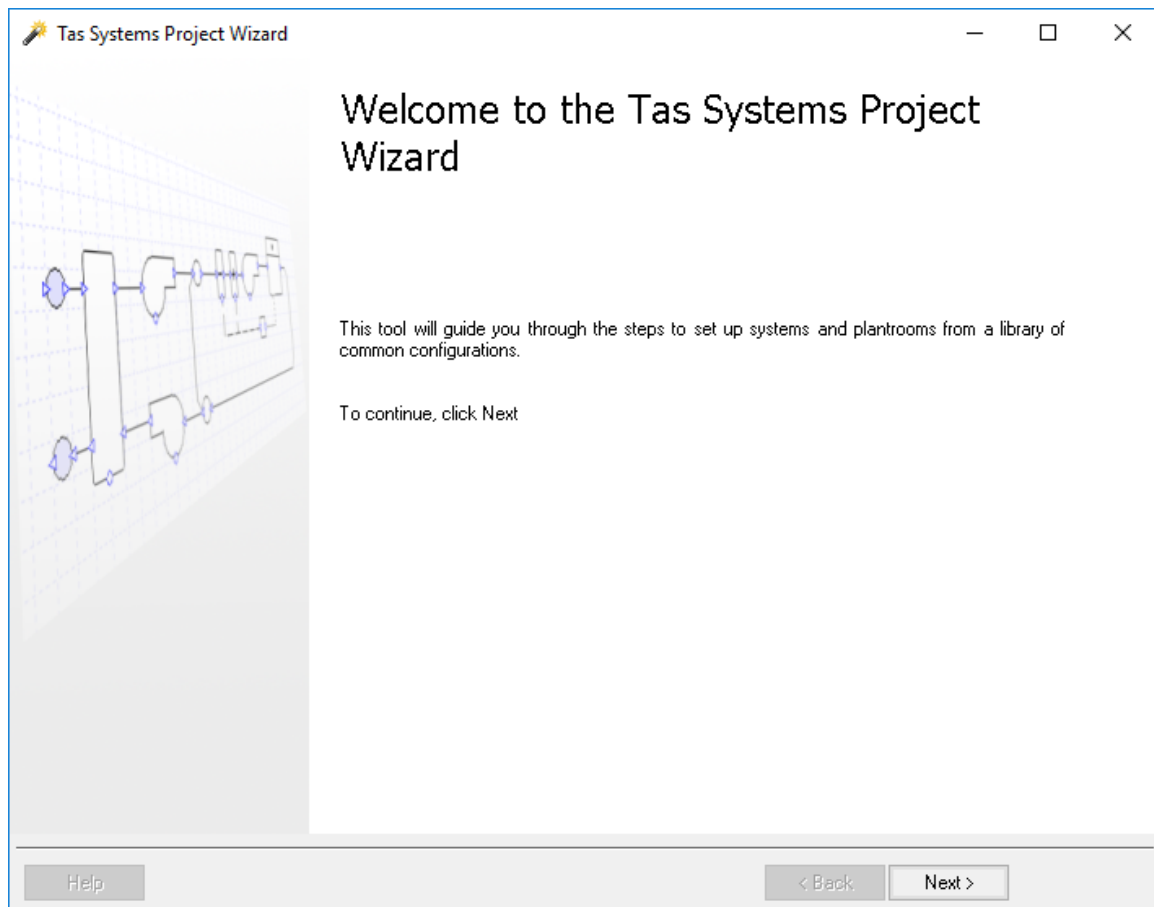 Tas Systems Project Wizard
Welcome to the Tas Systems Project
Wizard
This tool will guide you through the steps to set up systems and plantrooms from a library of
common configurations.
To continue, click Next
Help
< Back
Next >